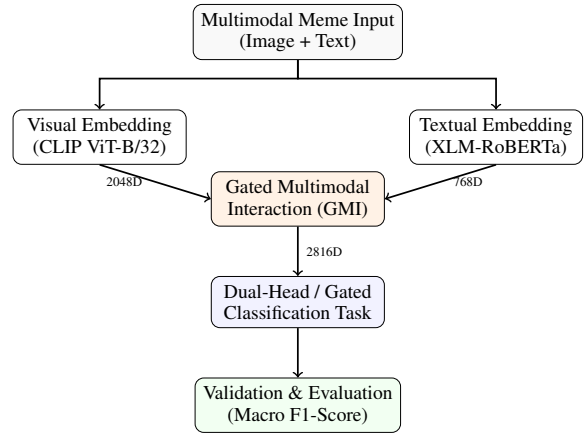 Multimodal Meme Input
(Image + Text)
Visual Embedding
(CLIP ViT-B/32)
Textual Embedding
(XLM-RoBERTa)
2048D
768D
Gated Multimodal
Interaction (GMI)
2816D
Dual-Head / Gated
Classification Task
Validation & Evaluation
(Macro F1-Score)